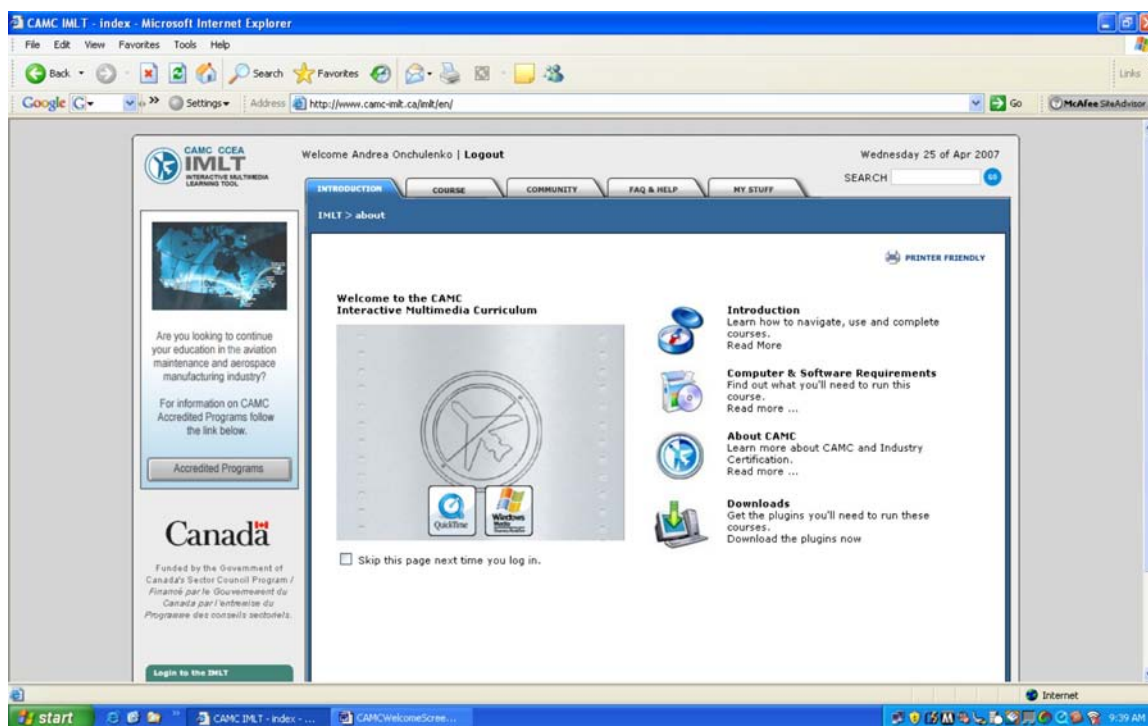 CAMC IMLT - index - Microsoft Internet Explorer
File Edit View Favorites Tools Help
Back Search Favorites Links
Google Settings Address http://www.camc-imlt.ca/imlt/en/ Go McAfee SiteAdvisor
CAMC CCEA
IMLT
INTERACTIVE MULTIMEDIA
LEARNING TOOL
Welcome Andrea Onchulenko | Logout
Wednesday 25 of Apr 2007
SEARCH GO
INTRODUCTION COURSE COMMUNITY FAQ & HELP MY STUFF
IMLT > about
PRINTER FRIENDLY
Are you looking to continue
your education in the aviation
maintenance and aerospace
manufacturing industry?
For information on CAMC
Accredited Programs follow
the link below.
Accredited Programs
Canada
Funded by the Government of
Canada's Sector Council Program /
Financé par le Gouvernement du
Canada par l'entremise du
Programme des conseils sectoriels.
Login to the IMLT
Welcome to the CAMC
Interactive Multimedia Curriculum
QuickTime
Windows
Media
Skip this page next time you log in.
Introduction
Learn how to navigate, use and complete
courses.
Read More
Computer & Software Requirements
Find out what you'll need to run this
course.
Read more ...
About CAMC
Learn more about CAMC and Industry
Certification.
Read more ...
Downloads
Get the plugins you'll need to run these
courses.
Download the plugins now
Internet
start CAMC IMLT - index - ... CAMCWelcomeScree... 9:39 AM